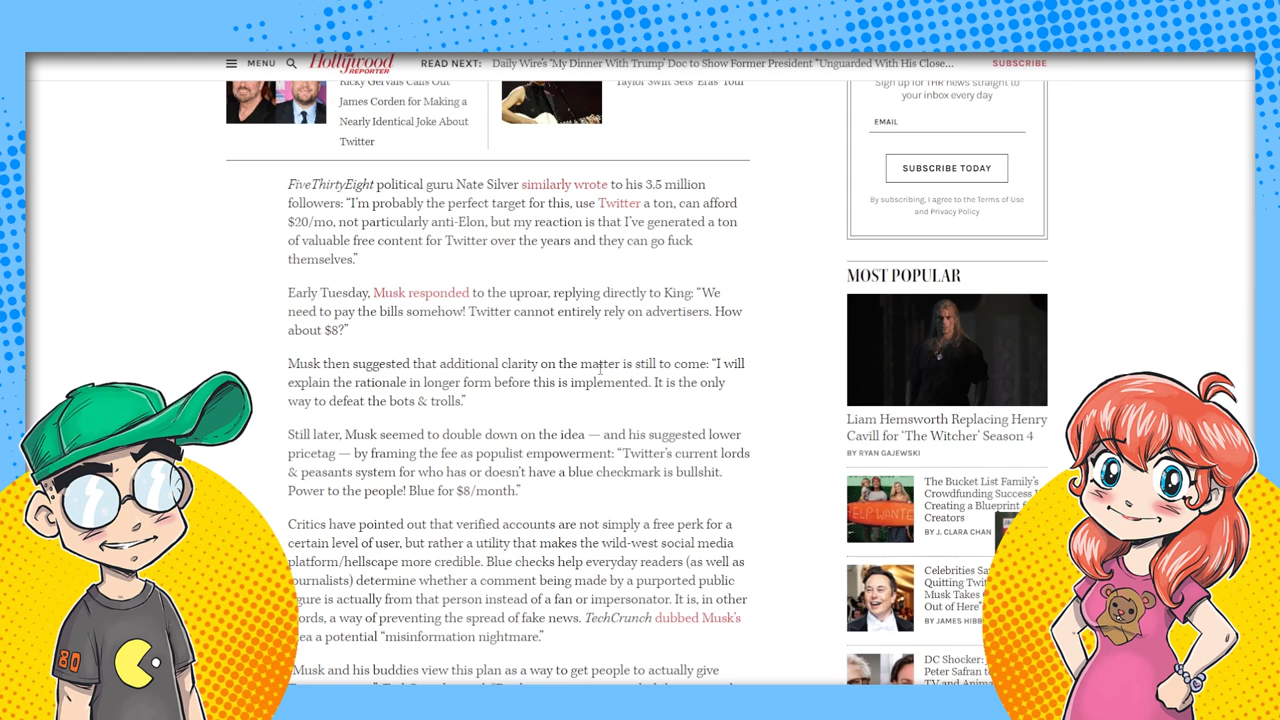 MENU
The Hollywood REPORTER
READ NEXT: Daily Wire's 'My Dinner With Trump' Doc to Show Former President "Unguarded With His Close...
SUBSCRIBE
Ricky Gervais Calls Out
James Corden for Making a
Nearly Identical Joke About
Twitter
Taylor Swift Sets 'Eras' Tour
FiveThirtyEight political guru Nate Silver similarly wrote to his 3.5 million
followers: “I’m probably the perfect target for this, use Twitter a ton, can afford
$20/mo, not particularly anti-Elon, but my reaction is that I’ve generated a ton
of valuable free content for Twitter over the years and they can go fuck
themselves.”
Early Tuesday, Musk responded to the uproar, replying directly to King: “We
need to pay the bills somehow! Twitter cannot entirely rely on advertisers. How
about $8?”
Musk then suggested that additional clarity on the matter is still to come: “I will
explain the rationale in longer form before this is implemented. It is the only
way to defeat the bots & trolls.”
Still later, Musk seemed to double down on the idea — and his suggested lower
pricetag — by framing the fee as populist empowerment: “Twitter’s current lords
& peasants system for who has or doesn’t have a blue checkmark is bullshit.
Power to the people! Blue for $8/month.”
Critics have pointed out that verified accounts are not simply a free perk for a
certain level of user, but rather a utility that makes the wild-west social media
platform/hellscape more credible. Blue checks help everyday readers (as well as
journalists) determine whether a comment being made by a purported public
gure is actually from that person instead of a fan or impersonator. It is, in other
ords, a way of preventing the spread of fake news. TechCrunch dubbed Musk’s
ea a potential “misinformation nightmare.”
Musk and his buddies view this plan as a way to get people to actually give
Sign up for THR news straight to
your inbox every day
EMAIL
SUBSCRIBE TODAY
By subscribing, I agree to the Terms of Use
and Privacy Policy
MOST POPULAR
Liam Hemsworth Replacing Henry
Cavill for ‘The Witcher’ Season 4
BY RYAN GAJEWSKI
HELP WANTE
The Bucket List Family’s
Crowdfunding Success
Creating a Blueprint f
Creators
BY J. CLARA CHAN
Celebrities Sa
Quitting Twit
Musk Takes
Out of Here”
BY JAMES HIBB
DC Shocker: J
Peter Safran to
TV and Anima
80